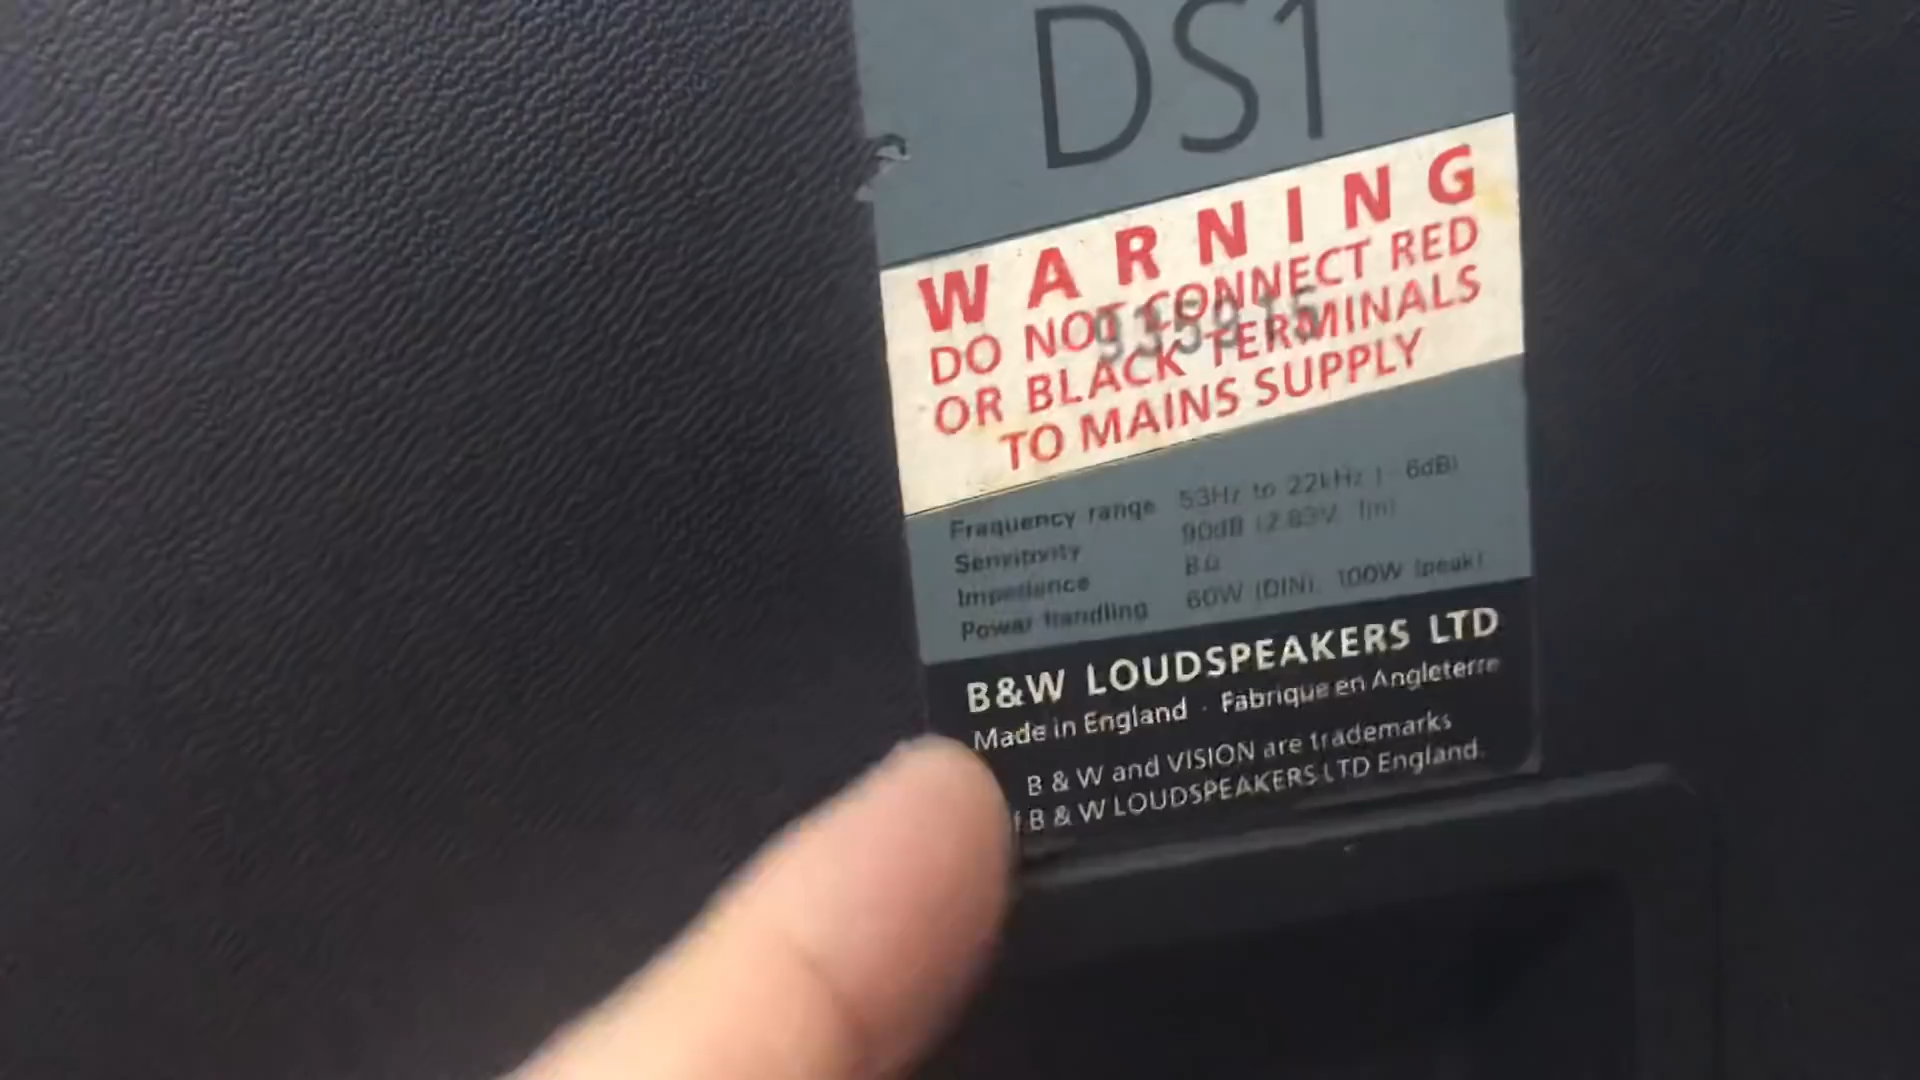 DS1
WARNING
DO NOT CONNECT RED
OR BLACK TERMINALS
TO MAINS SUPPLY
Frequency range 53Hz to 22kHz (-6dB)
Sensitivity 90dB (2.83V 1m)
Impedance 8Ω
Power handling 60W (DIN), 100W (peak)
B&W LOUDSPEAKERS LTD
Made in England · Fabrique en Angleterre
B & W and VISION are trademarks
B & W LOUDSPEAKERS LTD England.